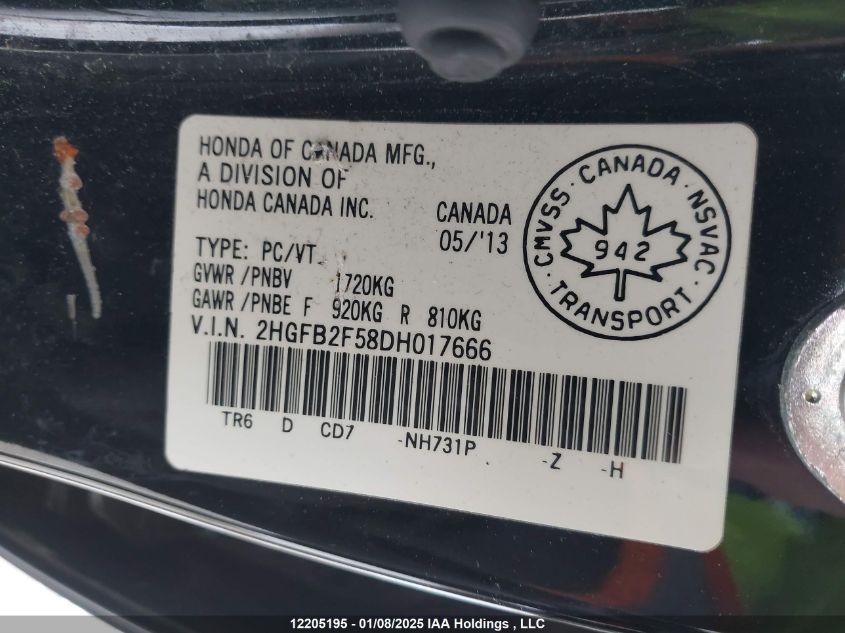 HONDA OF CANADA MFG.,
A DIVISION OF
HONDA CANADA INC.
CANADA
05/'13
TYPE: PC/VT
GVWR /PNBV 1720KG
GAWR /PNBE F 920KG R 810KG
V.I.N. 2HGFB2F58DH017666
TR6 D CD7 -NH731P -Z -H
CMVSS · CANADA · NSVAC · TRANSPORT ·
942
12205195 - 01/08/2025 IAA Holdings , LLC